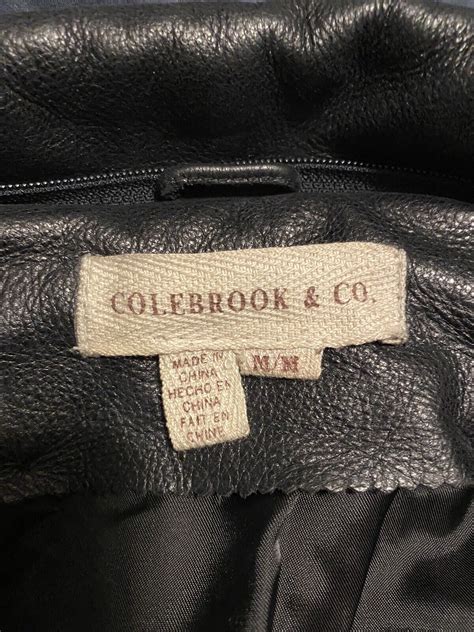 COLEBROOK & CO.
M/M
MADE IN
CHINA
HECHO EN
CHINA
FAIT EN
CHINE